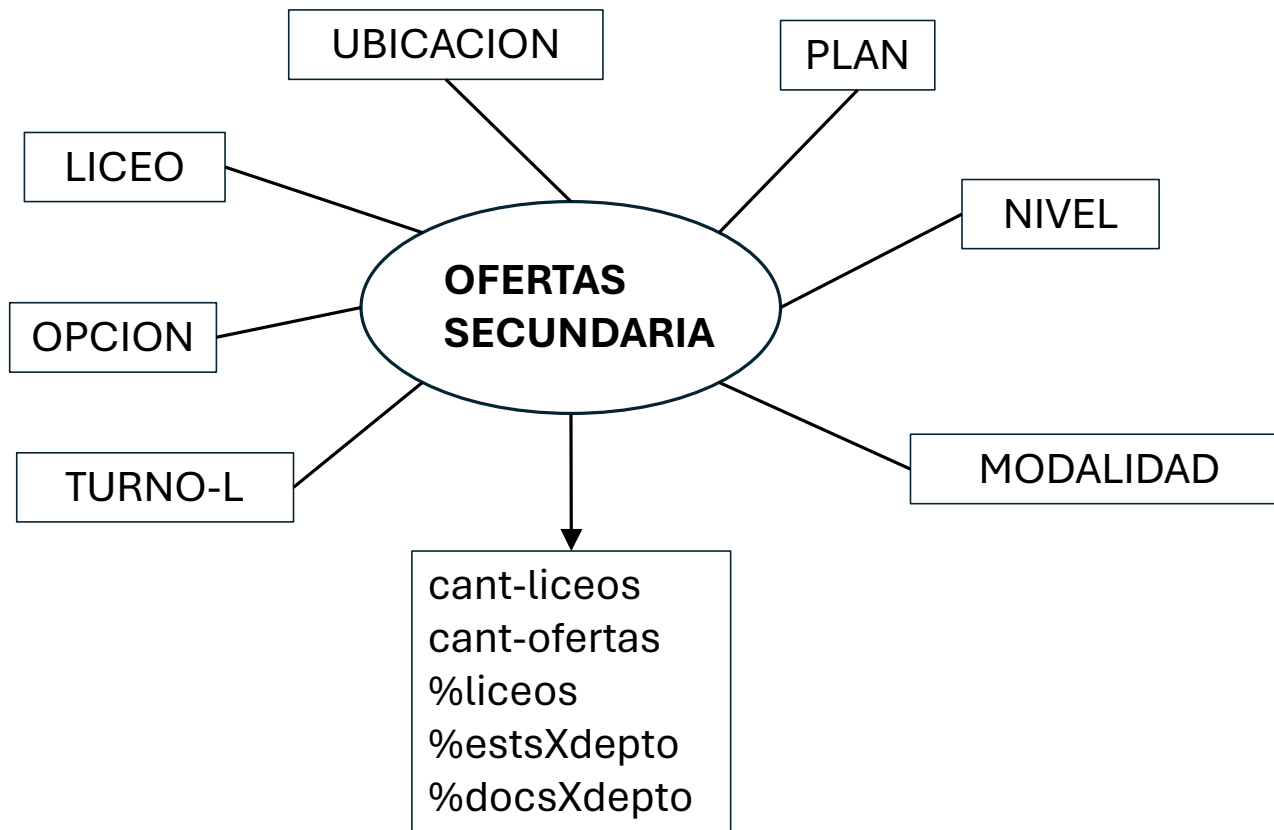 UBICACION
PLAN
LICEO
NIVEL
OFERTAS
SECUNDARIA
OPCION
TURNO-L
MODALIDAD
cant-liceos
cant-ofertas
%liceos
%estsXdepto
%docsXdepto